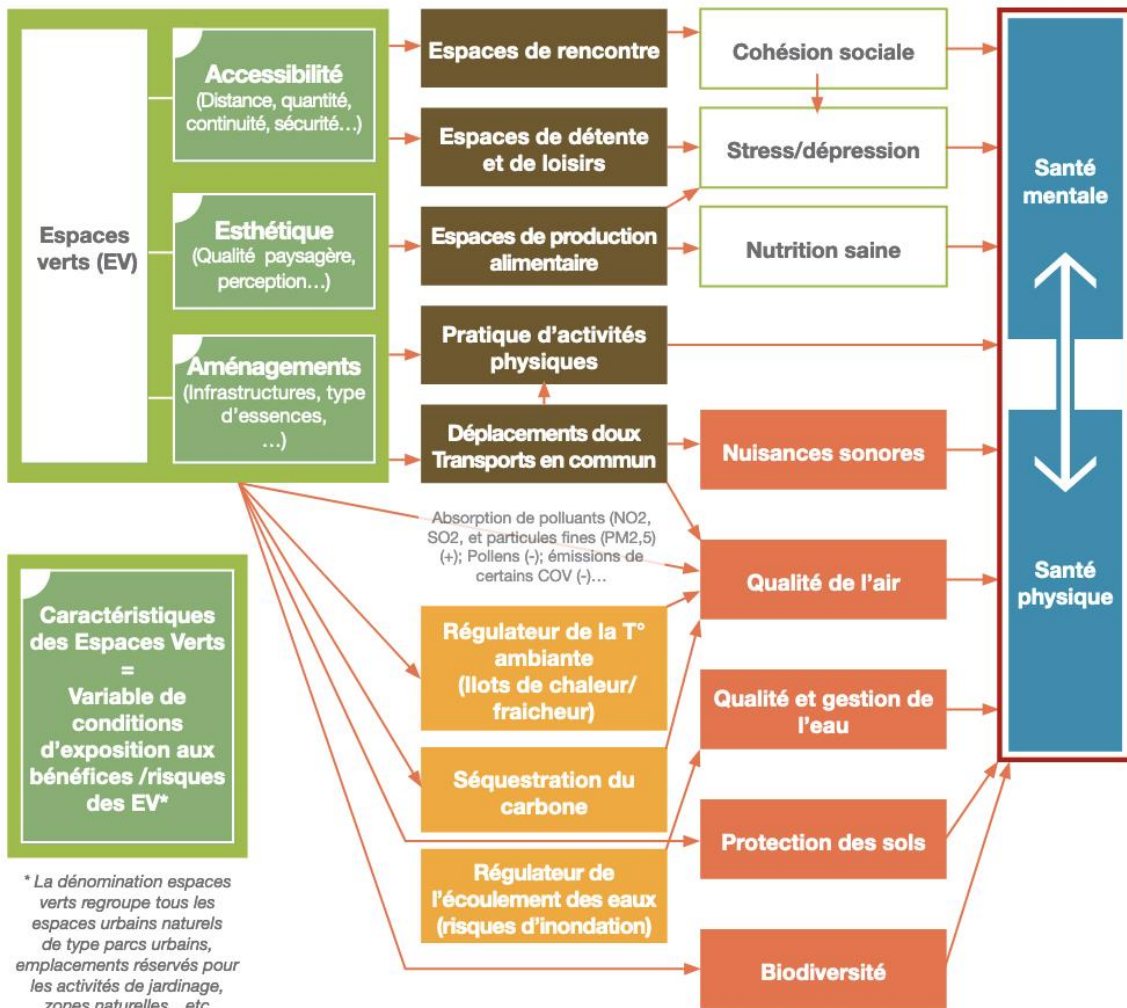 Espaces
verts (EV)
Accessibilité
(Distance, quantité,
continuité, sécurité...)
Esthétique
(Qualité paysagère,
perception...)
Aménagements
(Infrastructures, type
d'essences,
...)
Espaces de rencontre
Espaces de détente
et de loisirs
Espaces de production
alimentaire
Pratique d'activités
physiques
Déplacements doux
Transports en commun
Cohésion sociale
Stress/dépression
Nutrition saine
Nuisances sonores
Absorption de polluants (NO2,
SO2, et particules fines (PM2,5)
(+); Pollens (-); émissions de
certains COV (-)...
Qualité de l'air
Régulateur de la T°
ambiante
(Ilots de chaleur/
fraicheur)
Qualité et gestion de
l'eau
Séquestration du
carbone
Protection des sols
Régulateur de
l'écoulement des eaux
(risques d'inondation)
Biodiversité
Santé
mentale
Santé
physique
Caractéristiques
des Espaces Verts
=
Variable de
conditions
d'exposition aux
bénéfices /risques
des EV*
* La dénomination espaces
verts regroupe tous les
espaces urbains naturels
de type parcs urbains,
emplacements réservés pour
les activités de jardinage,
zones naturelles...etc